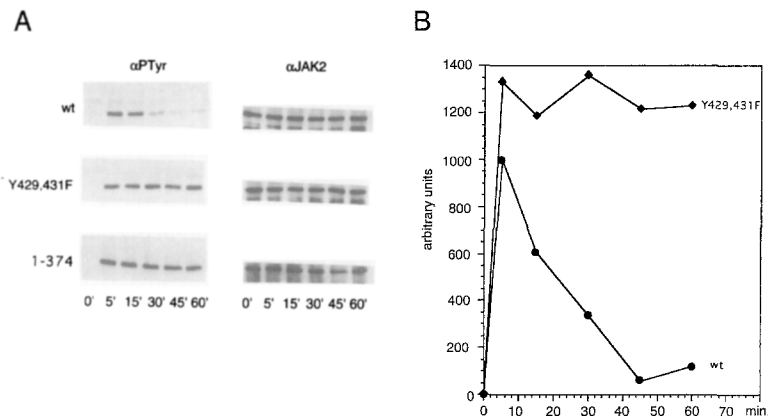 A
αPTyr
αJAK2
wt
Y429,431F
1-374
0' 5' 15' 30' 45' 60'
0' 5' 15' 30' 45' 60'
B
1400
1200
1000
800
600
400
200
0
arbitrary units
Y429,431F
wt
0 10 20 30 40 50 60 70 min